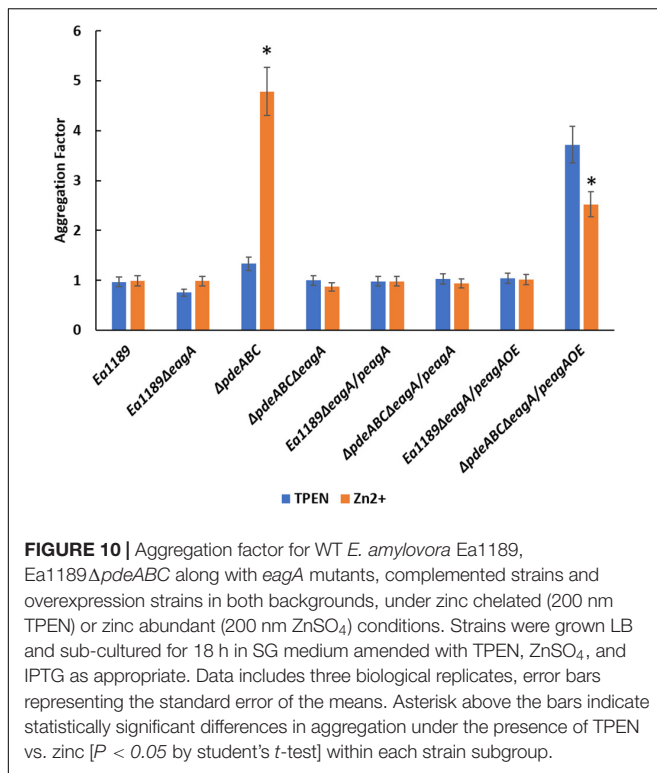 *
*
6
5
4
3
2
1
0
Aggregation Factor
Ea1189
Ea1189ΔeagA
ΔpdeABC
ΔpdeABCΔeagA
Ea1189ΔeagA/peagA
ΔpdeABCΔeagA/peagA
Ea1189ΔeagA/peagAOE
ΔpdeABCΔeagA/peagAOE
TPEN Zn2+
FIGURE 10 | Aggregation factor for WT E. amylovora Ea1189,
Ea1189ΔpdeABC along with eagA mutants, complemented strains and
overexpression strains in both backgrounds, under zinc chelated (200 nm
TPEN) or zinc abundant (200 nm ZnSO₄) conditions. Strains were grown LB
and sub-cultured for 18 h in SG medium amended with TPEN, ZnSO₄, and
IPTG as appropriate. Data includes three biological replicates, error bars
representing the standard error of the means. Asterisk above the bars indicate
statistically significant differences in aggregation under the presence of TPEN
vs. zinc [P < 0.05 by student's t-test] within each strain subgroup.